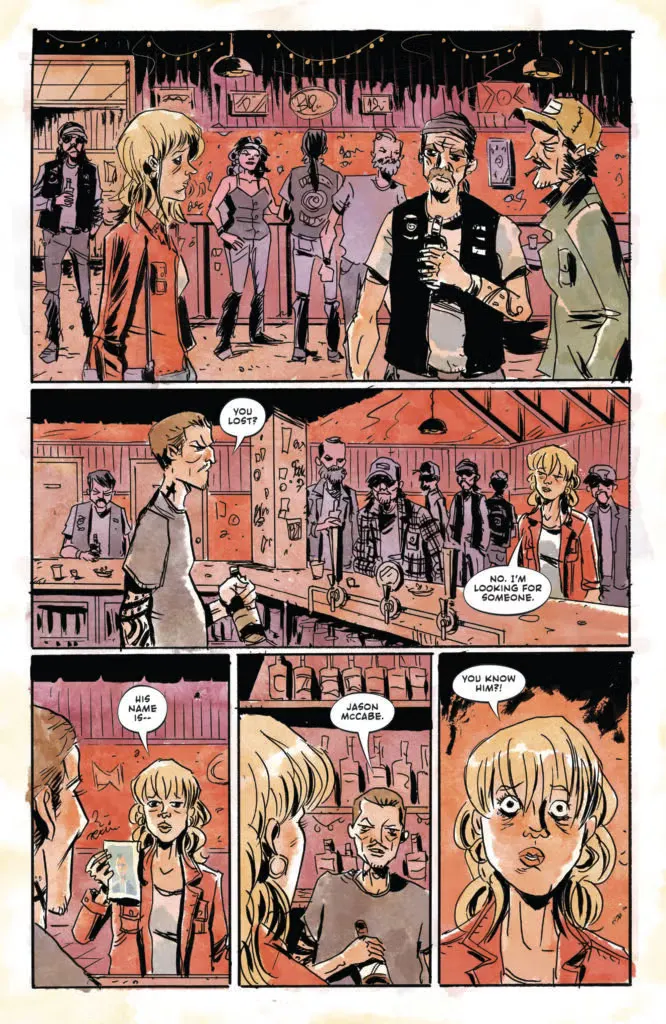 YOU
LOST?
NO. I'M
LOOKING FOR
SOMEONE.
HIS
NAME
IS--
JASON
McCABE.
YOU KNOW
HIM?!